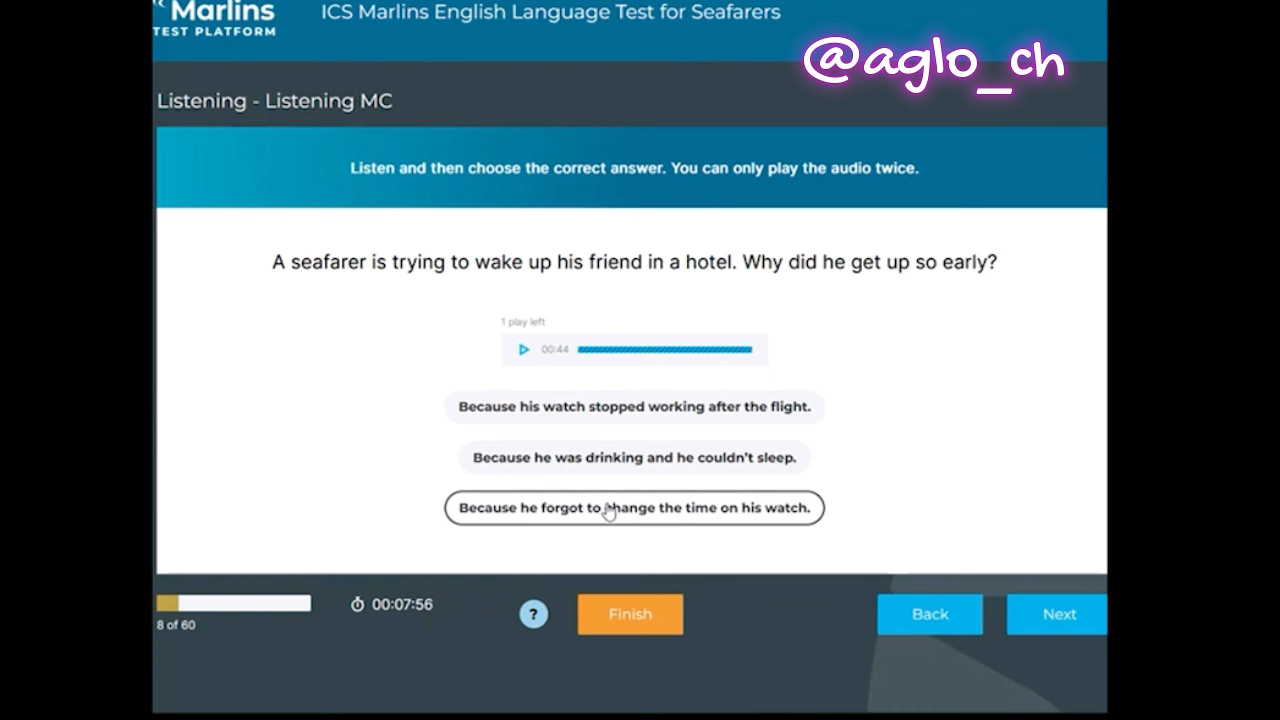 Marlins
TEST PLATFORM
ICS Marlins English Language Test for Seafarers
@aglo_ch
Listening - Listening MC
Listen and then choose the correct answer. You can only play the audio twice.
A seafarer is trying to wake up his friend in a hotel. Why did he get up so early?
1 play left
00:44
Because his watch stopped working after the flight.
Because he was drinking and he couldn't sleep.
Because he forgot to change the time on his watch.
8 of 60
00:07:56
?
Finish
Back
Next